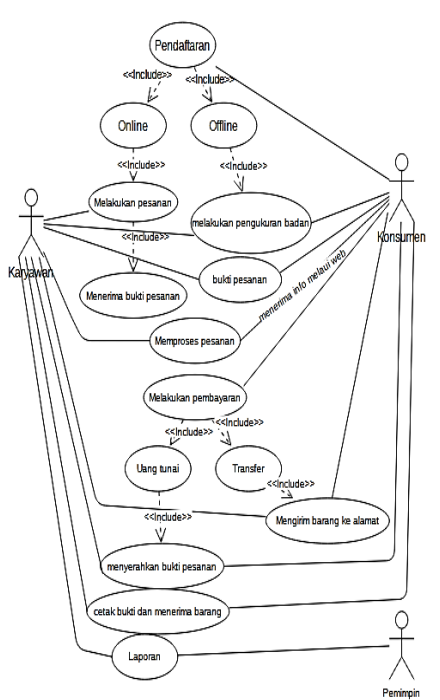 Pendaftaran
<<Include>>
<<Include>>
Online
Offline
<<Include>>
<<Include>>
Melakukan pesanan
melakukan pengukuran badan
Konsumen
<<Include>>
Karyawan
bukti pesanan
menerima info melaui web
Menerima bukti pesanan
Memproses pesanan
Melakukan pembayaran
<<Include>>
<<Include>>
Uang tunai
Transfer
<<Include>>
<<Include>>
Mengirim barang ke alamat
menyerahkan bukti pesanan
cetak bukti dan menerima barang
Laporan
Pemimpin